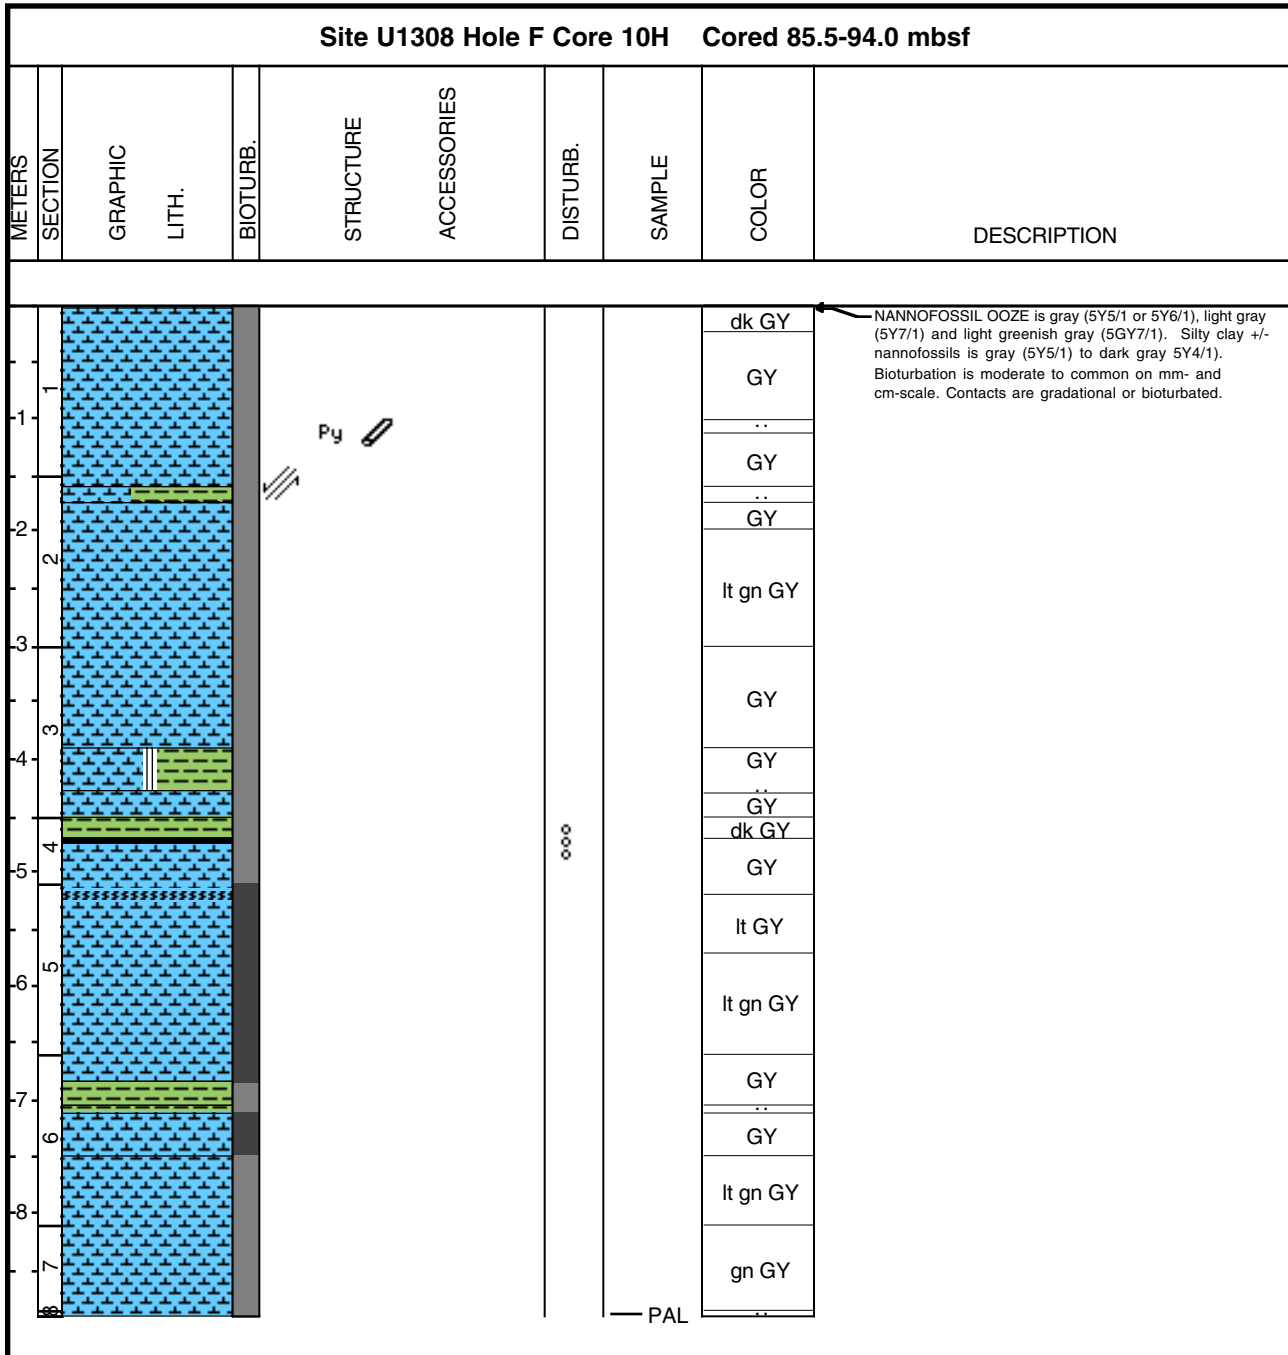 Site U1308 Hole F Core 10H Cored 85.5-94.0 mbsf
METERS
SECTION
GRAPHIC
LITH.
BIOTURB.
STRUCTURE
ACCESSORIES
DISTURB.
SAMPLE
COLOR
DESCRIPTION
NANNOFOSSIL OOZE is gray (5Y5/1 or 5Y6/1), light gray
(5Y7/1) and light greenish gray (5GY7/1). Silty clay +/-
nannofossils is gray (5Y5/1) to dark gray 5Y4/1).
Bioturbation is moderate to common on mm- and
cm-scale. Contacts are gradational or bioturbated.
dk GY
GY
1
1
Py
..
GY
..
GY
2
2
lt gn GY
3
GY
3
4
GY
..
GY
dk GY
4
5
GY
lt GY
5
6
lt gn GY
7
GY
..
6
GY
8
lt gn GY
7
gn GY
8
..
PAL